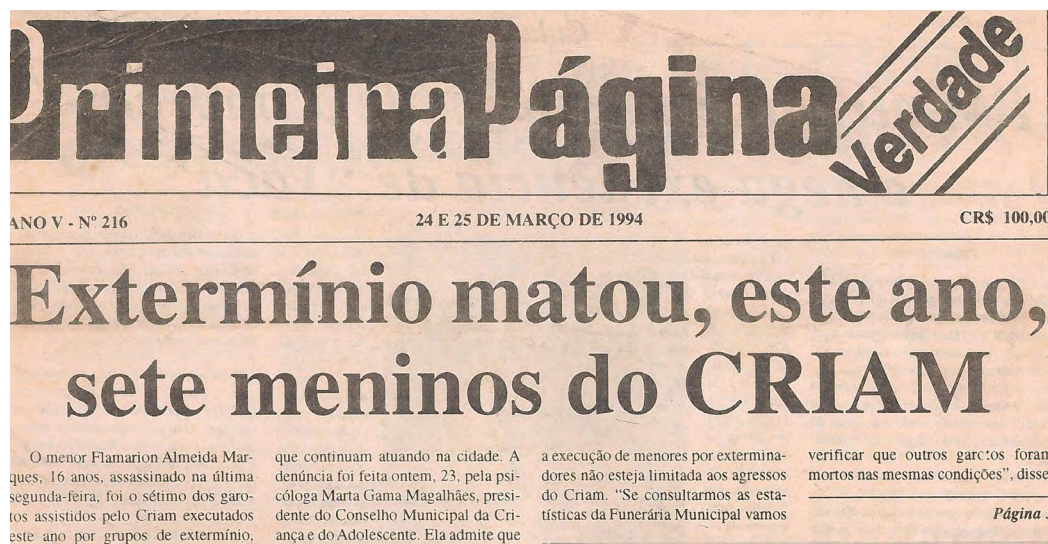 Primeira Página
Verdade
ANO V - Nº 216
24 E 25 DE MARÇO DE 1994
CR$ 100,00
Extermínio matou, este ano,
sete meninos do CRIAM
O menor Flamarion Almeida Mar-
ques, 16 anos, assassinado na última
segunda-feira, foi o sétimo dos garo-
tos assistidos pelo Criam executados
este ano por grupos de extermínio,
que continuam atuando na cidade. A
denúncia foi feita ontem, 23, pela psi-
cóloga Marta Gama Magalhães, presi-
dente do Conselho Municipal da Cri-
ança e do Adolescente. Ela admite que
a execução de menores por extermina-
dores não esteja limitada aos agressos
do Criam. “Se consultarmos as esta-
tísticas da Funerária Municipal vamos
verificar que outros garotos foram
mortos nas mesmas condições”, disse
Página